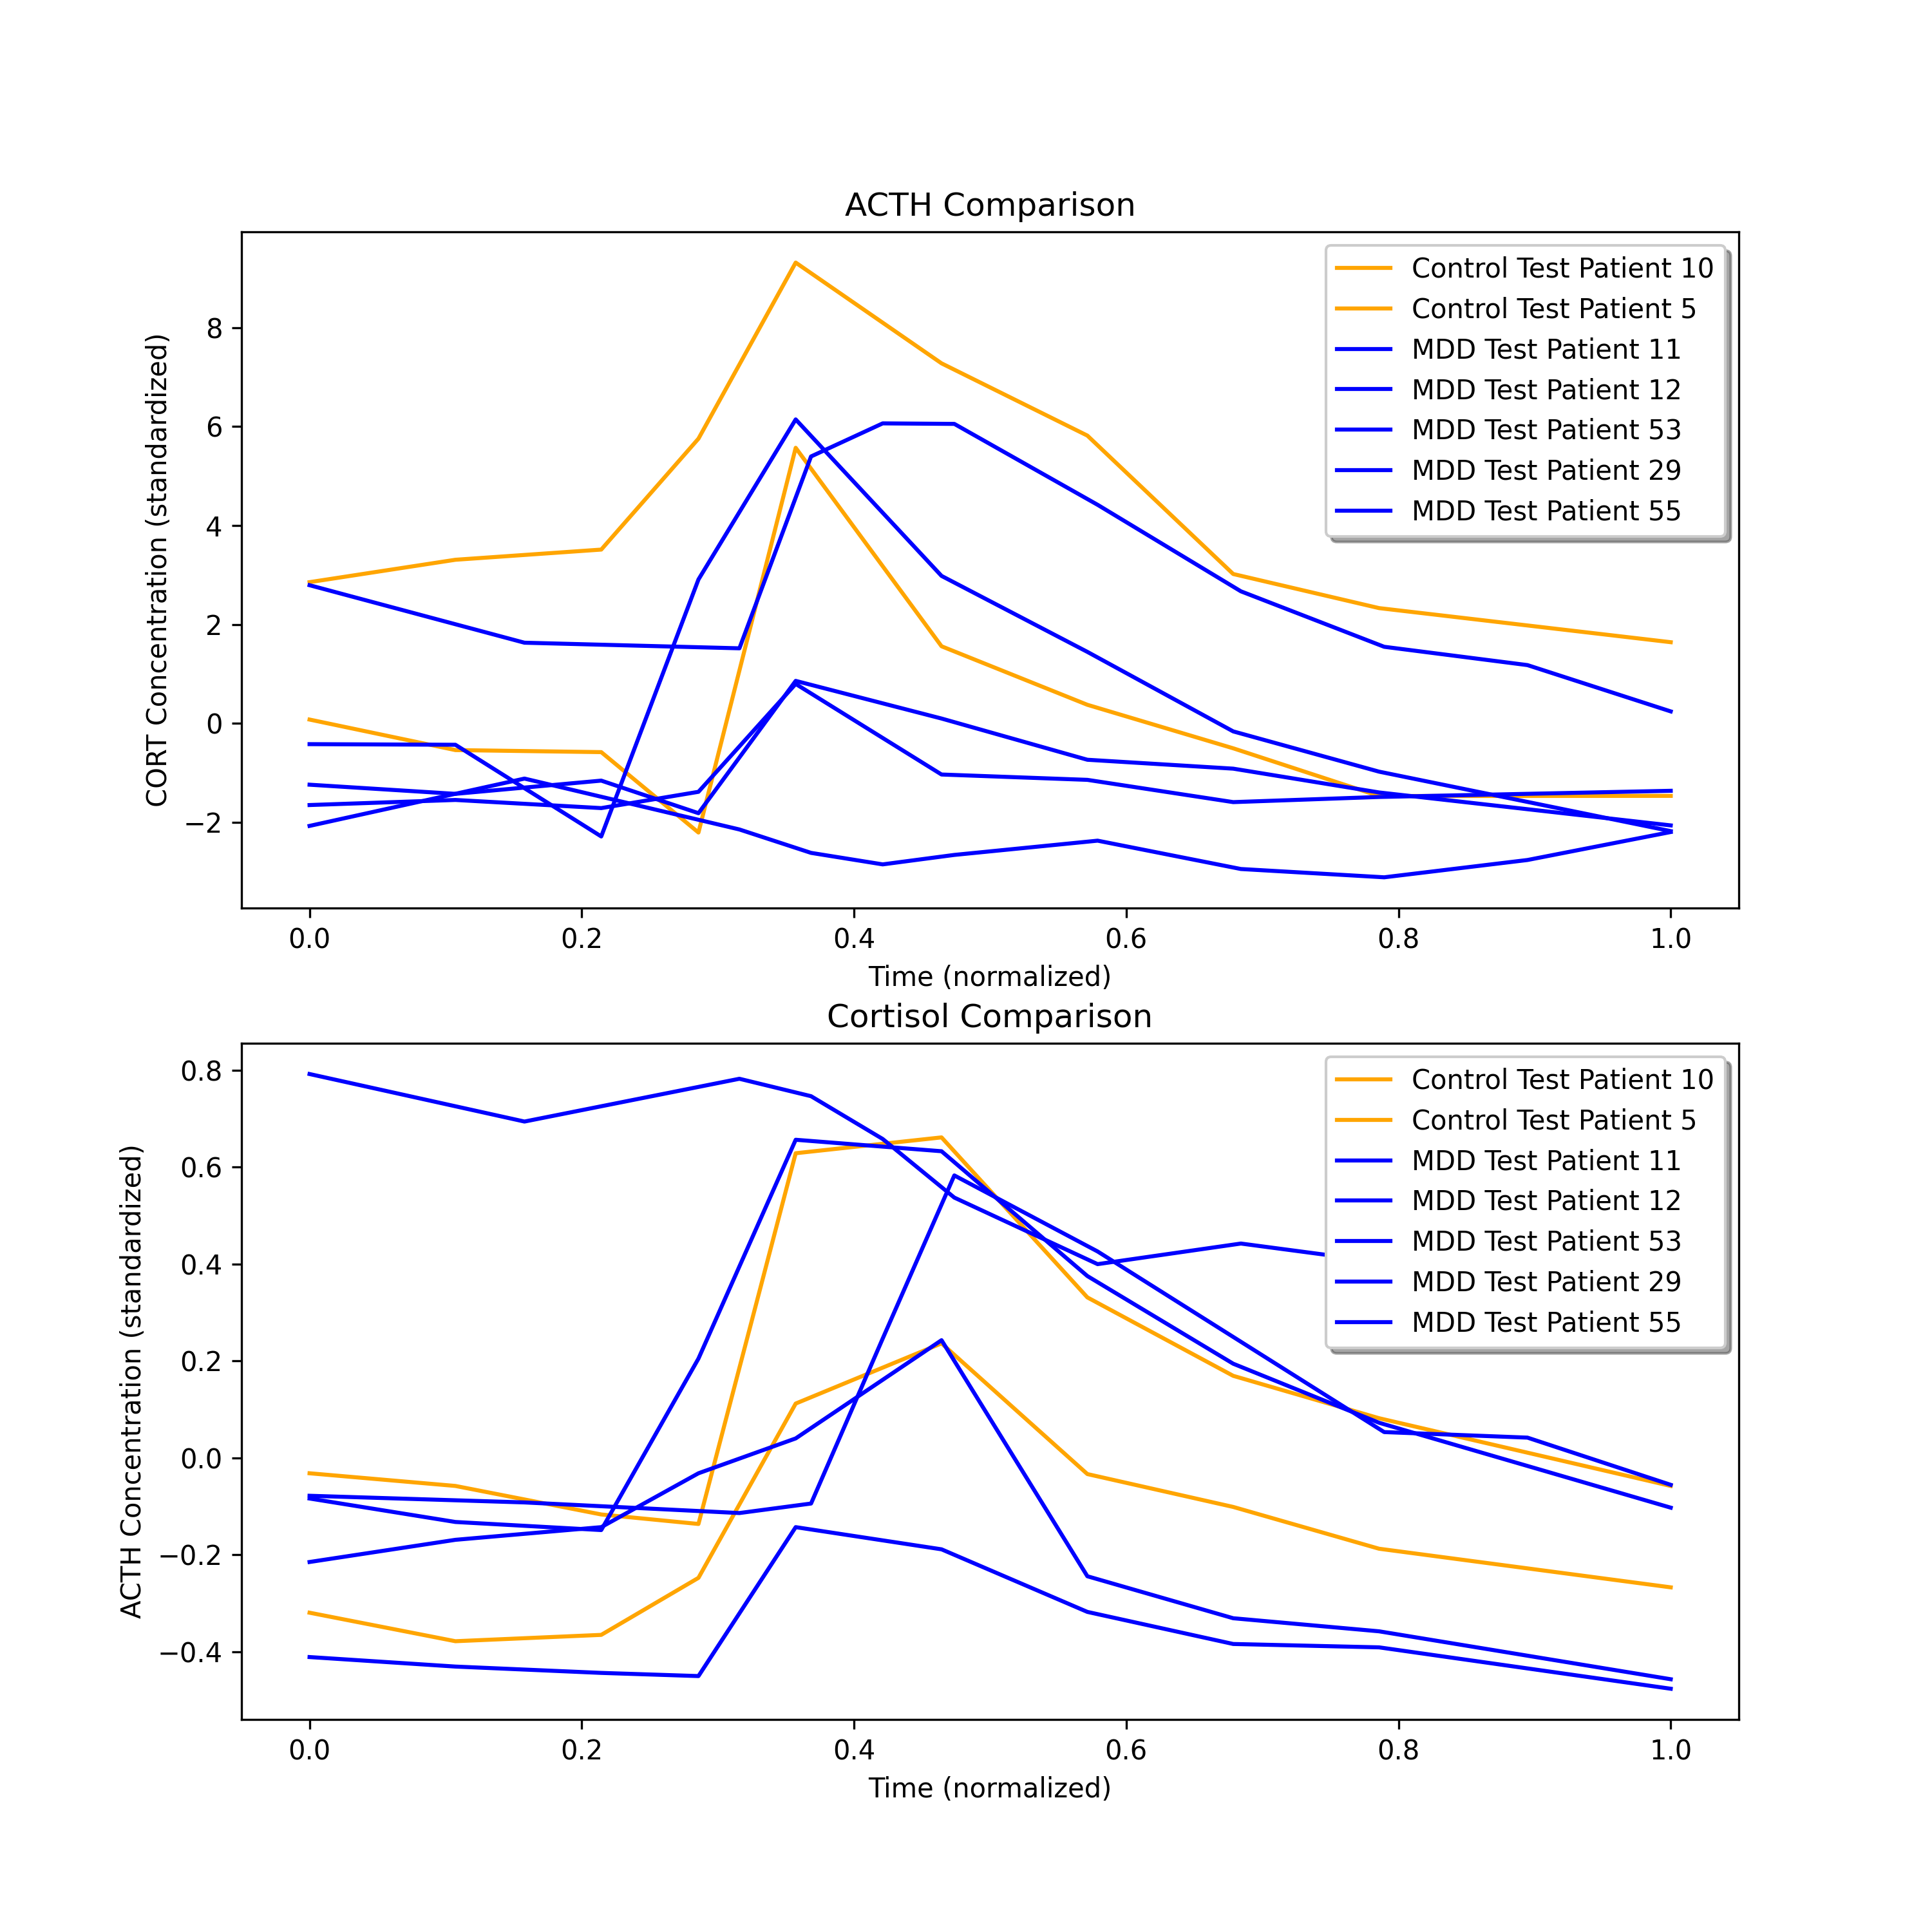 ACTH Comparison
CORT Concentration (standardized)
8
6
4
2
0
−2
Control Test Patient 10
Control Test Patient 5
MDD Test Patient 11
MDD Test Patient 12
MDD Test Patient 53
MDD Test Patient 29
MDD Test Patient 55
0.0 0.2 0.4 0.6 0.8 1.0
Time (normalized)
Cortisol Comparison
ACTH Concentration (standardized)
0.8
0.6
0.4
0.2
0.0
−0.2
−0.4
Control Test Patient 10
Control Test Patient 5
MDD Test Patient 11
MDD Test Patient 12
MDD Test Patient 53
MDD Test Patient 29
MDD Test Patient 55
0.0 0.2 0.4 0.6 0.8 1.0
Time (normalized)